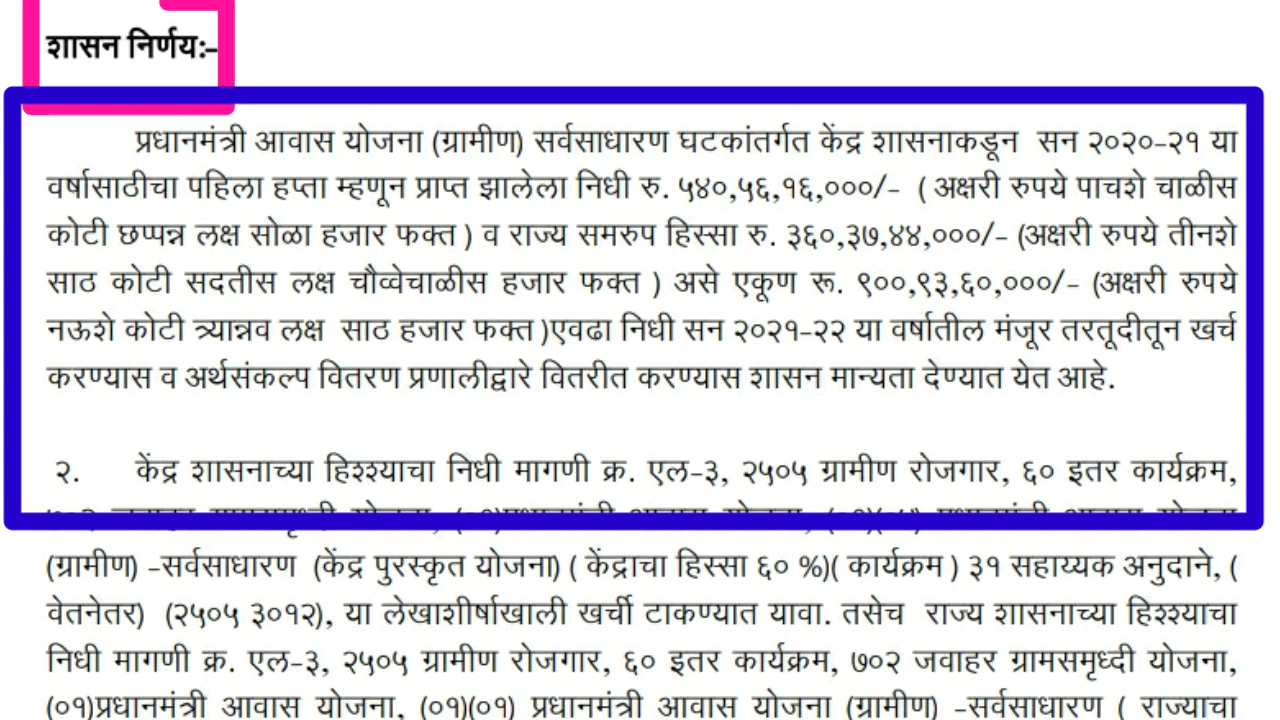 शासन निर्णय:-
प्रधानमंत्री आवास योजना (ग्रामीण) सर्वसाधारण घटकांतर्गत केंद्र शासनाकडून सन २०२०-२१ या
वर्षासाठीचा पहिला हप्ता म्हणून प्राप्त झालेला निधी रु. ५४०,५६,१६,०००/- ( अक्षरी रुपये पाचशे चाळीस
कोटी छप्पन्न लक्ष सोळा हजार फक्त ) व राज्य समरुप हिस्सा रु. ३६०,३७,४४,०००/- (अक्षरी रुपये तीनशे
साठ कोटी सदतीस लक्ष चौव्वेचाळीस हजार फक्त ) असे एकूण रू. ९००,९३,६०,०००/- (अक्षरी रुपये
नऊशे कोटी त्र्यान्नव लक्ष साठ हजार फक्त )एवढा निधी सन २०२१-२२ या वर्षातील मंजूर तरतूदीतून खर्च
करण्यास व अर्थसंकल्प वितरण प्रणालीद्वारे वितरीत करण्यास शासन मान्यता देण्यात येत आहे.
२. केंद्र शासनाच्या हिश्श्याचा निधी मागणी क्र. एल-३, २५०५ ग्रामीण रोजगार, ६० इतर कार्यक्रम,
(ग्रामीण) -सर्वसाधारण (केंद्र पुरस्कृत योजना) ( केंद्राचा हिस्सा ६० %)( कार्यक्रम ) ३१ सहाय्यक अनुदाने, (
वेतनेतर) (२५०५ ३०१२), या लेखाशीर्षाखाली खर्ची टाकण्यात यावा. तसेच राज्य शासनाच्या हिश्श्याचा
निधी मागणी क्र. एल-३, २५०५ ग्रामीण रोजगार, ६० इतर कार्यक्रम, ७०२ जवाहर ग्रामसमृध्दी योजना,
(०१)प्रधानमंत्री आवास योजना, (०१)(०१) प्रधानमंत्री आवास योजना (ग्रामीण) -सर्वसाधारण ( राज्याचा